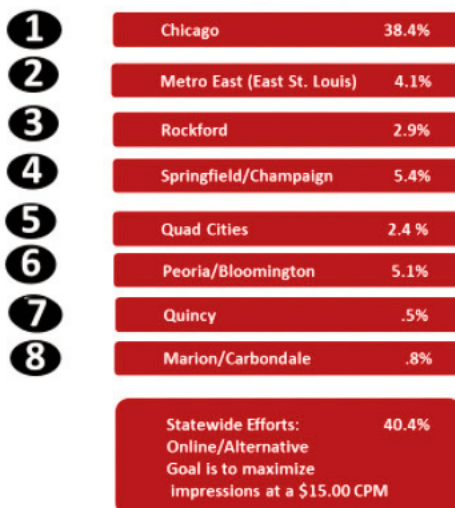 1 Chicago 38.4%
2 Metro East (East St. Louis) 4.1%
3 Rockford 2.9%
4 Springfield/Champaign 5.4%
5 Quad Cities 2.4 %
6 Peoria/Bloomington 5.1%
7 Quincy .5%
8 Marion/Carbondale .8%
Statewide Efforts: 40.4%
Online/Alternative
Goal is to maximize
impressions at a $15.00 CPM